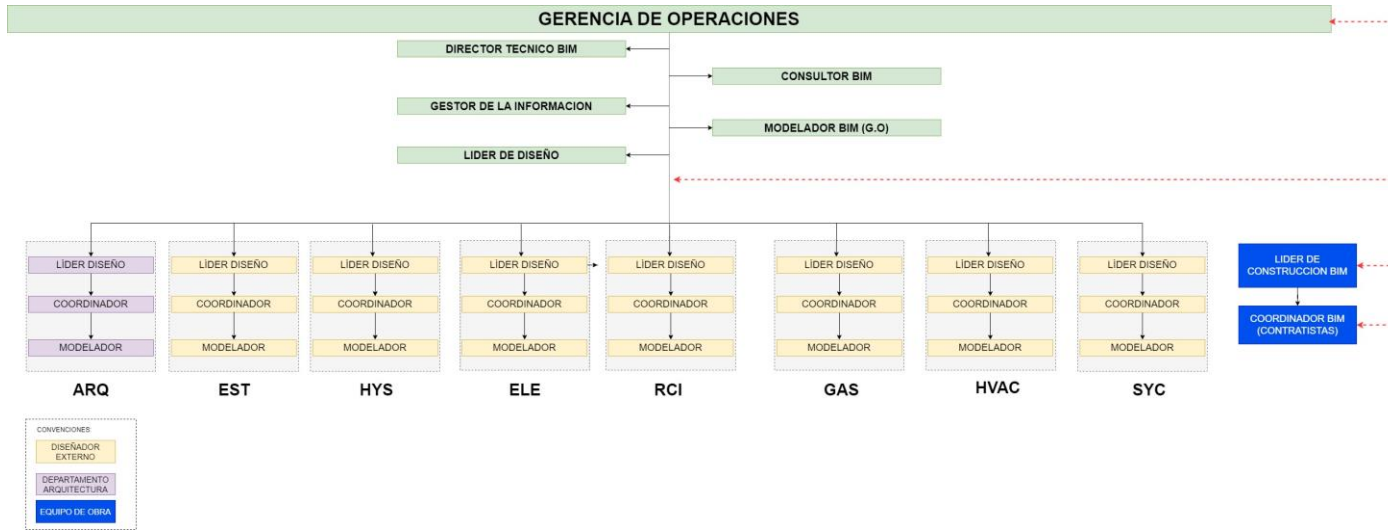 GERENCIA DE OPERACIONES
DIRECTOR TECNICO BIM
CONSULTOR BIM
GESTOR DE LA INFORMACION
MODELADOR BIM (G.O)
LIDER DE DISEÑO
LÍDER DISEÑO
COORDINADOR
MODELADOR
ARQ
LÍDER DISEÑO
COORDINADOR
MODELADOR
EST
LÍDER DISEÑO
COORDINADOR
MODELADOR
HYS
LÍDER DISEÑO
COORDINADOR
MODELADOR
ELE
LÍDER DISEÑO
COORDINADOR
MODELADOR
RCI
LÍDER DISEÑO
COORDINADOR
MODELADOR
GAS
LÍDER DISEÑO
COORDINADOR
MODELADOR
HVAC
LÍDER DISEÑO
COORDINADOR
MODELADOR
SYC
LIDER DE
CONSTRUCCION BIM
COORDINADOR BIM
(CONTRATISTAS)
CONVENCIONES:
DISEÑADOR
EXTERNO
DEPARTAMENTO
ARQUITECTURA
EQUIPO DE OBRA